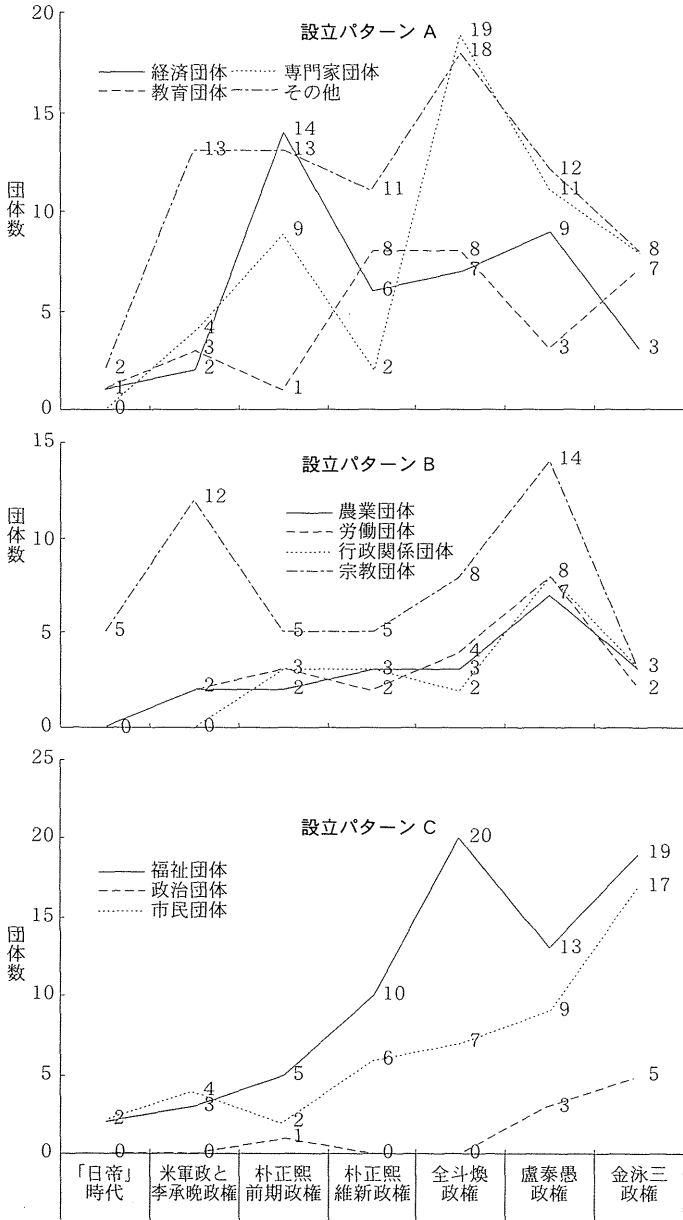 設立パターン A
経済団体
専門家団体
教育団体
その他
団体数
20
15
10
5
0
2
1
0
13
4
3
2
14
13
9
1
11
8
6
2
19
18
8
7
12
11
9
3
8
7
3
設立パターン B
農業団体
労働団体
行政関係団体
宗教団体
団体数
15
10
5
0
5
0
12
2
0
5
3
2
5
3
2
8
4
3
2
14
8
7
3
2
設立パターン C
福祉団体
政治団体
市民団体
団体数
25
20
15
10
5
0
2
0
4
3
0
5
2
1
10
6
0
20
7
0
13
9
3
19
17
5
「日帝」
時代
米軍政と
李承晩政権
朴正熙
前期政権
朴正熙
維新政権
全斗煥
政権
盧泰愚
政権
金泳三
政権